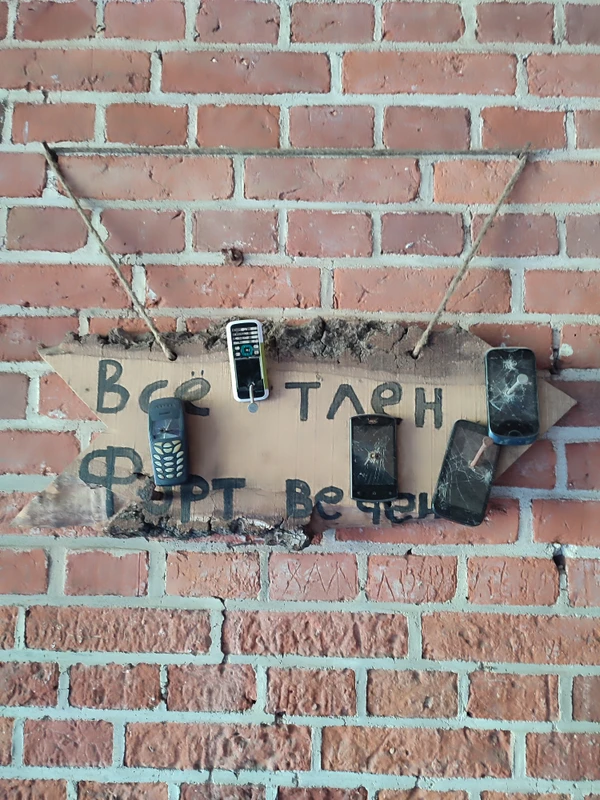 Всё тлен
Форт вечен